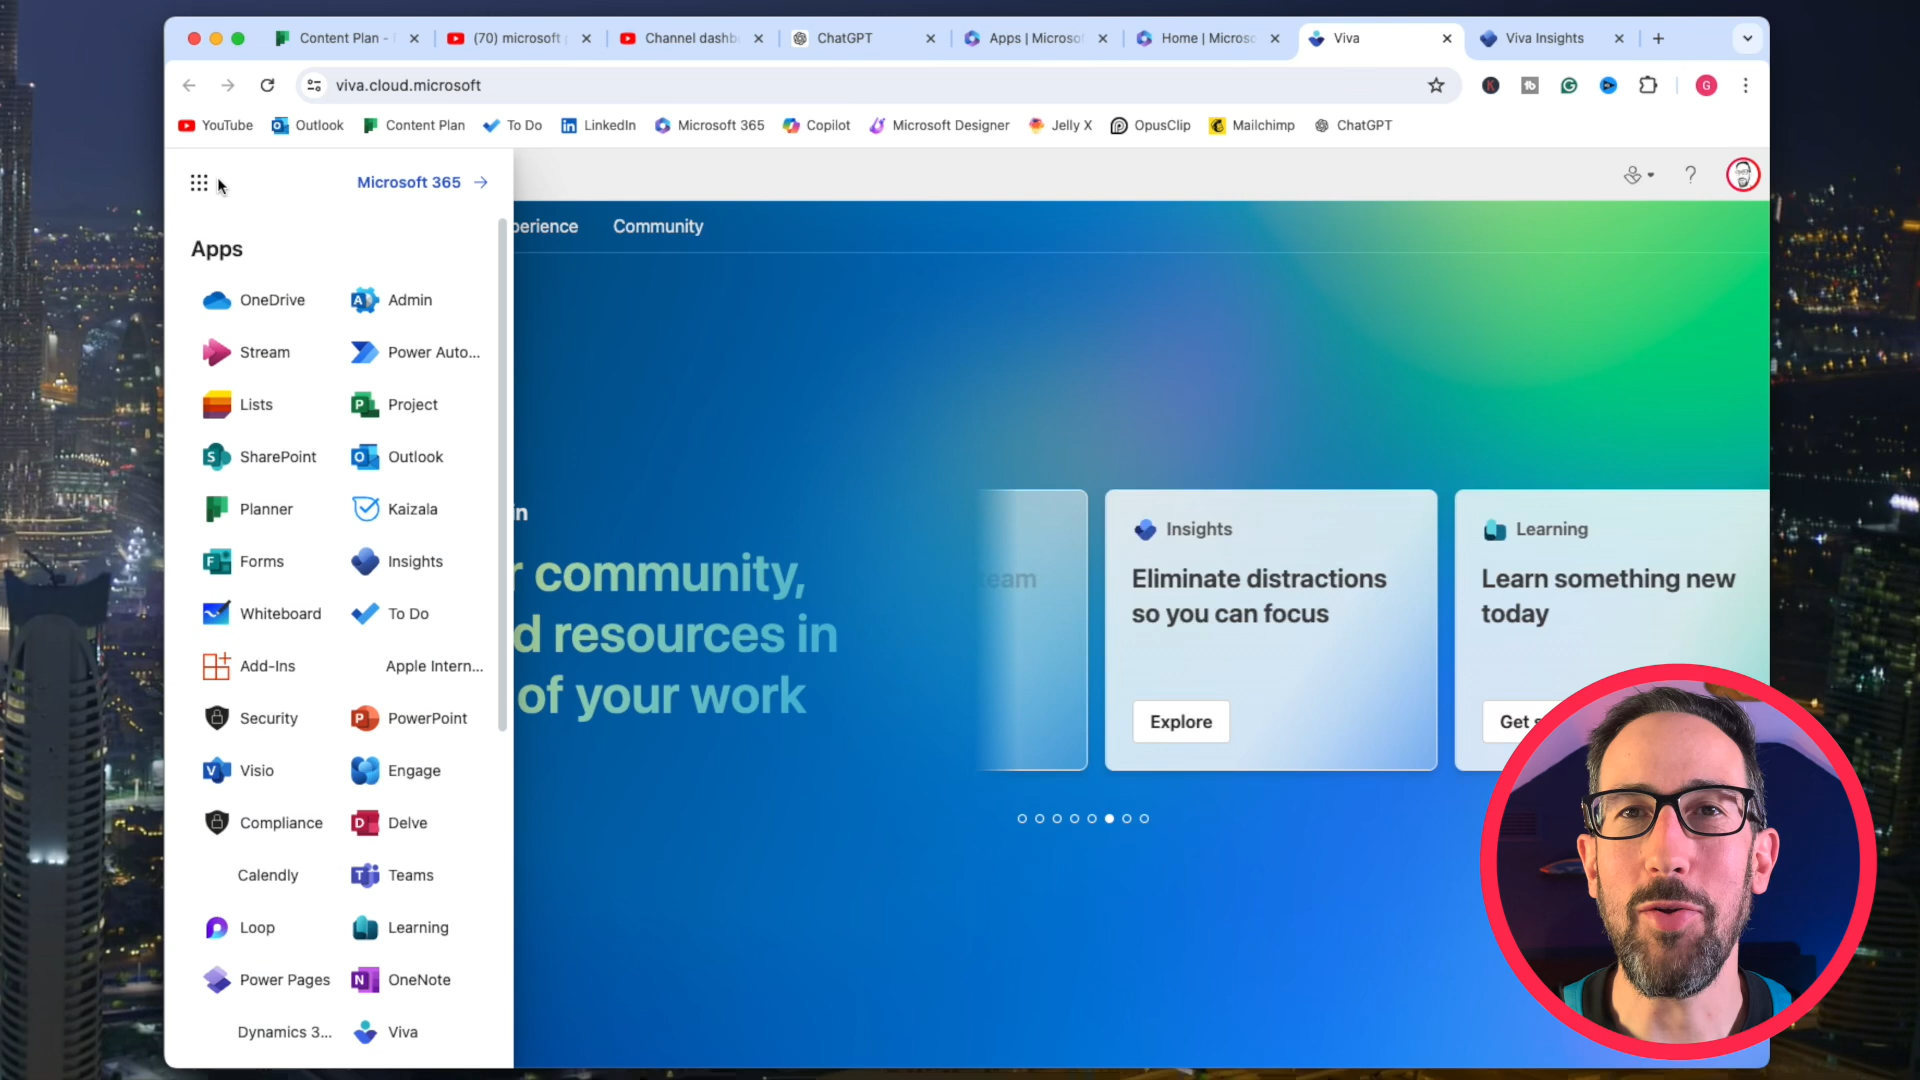 Content Plan -
(70) microsoft
Channel dashb
ChatGPT
Apps | Microso
Home | Micros
Viva
Viva Insights
viva.cloud.microsoft
G
YouTube
Outlook
Content Plan
To Do
LinkedIn
Microsoft 365
Copilot
Microsoft Designer
Jelly X
OpusClip
Mailchimp
ChatGPT
Microsoft 365
Apps
OneDrive
Admin
Stream
Power Auto...
Lists
Project
SharePoint
Outlook
Planner
Kaizala
Forms
Insights
Whiteboard
To Do
Add-Ins
Apple Intern...
Security
PowerPoint
Visio
Engage
Compliance
Delve
Calendly
Teams
Loop
Learning
Power Pages
OneNote
Dynamics 3...
Viva
perience
Community
in
r community,
d resources in
of your work
team
Insights
Eliminate distractions
so you can focus
Explore
Learning
Learn something new
today
Get s